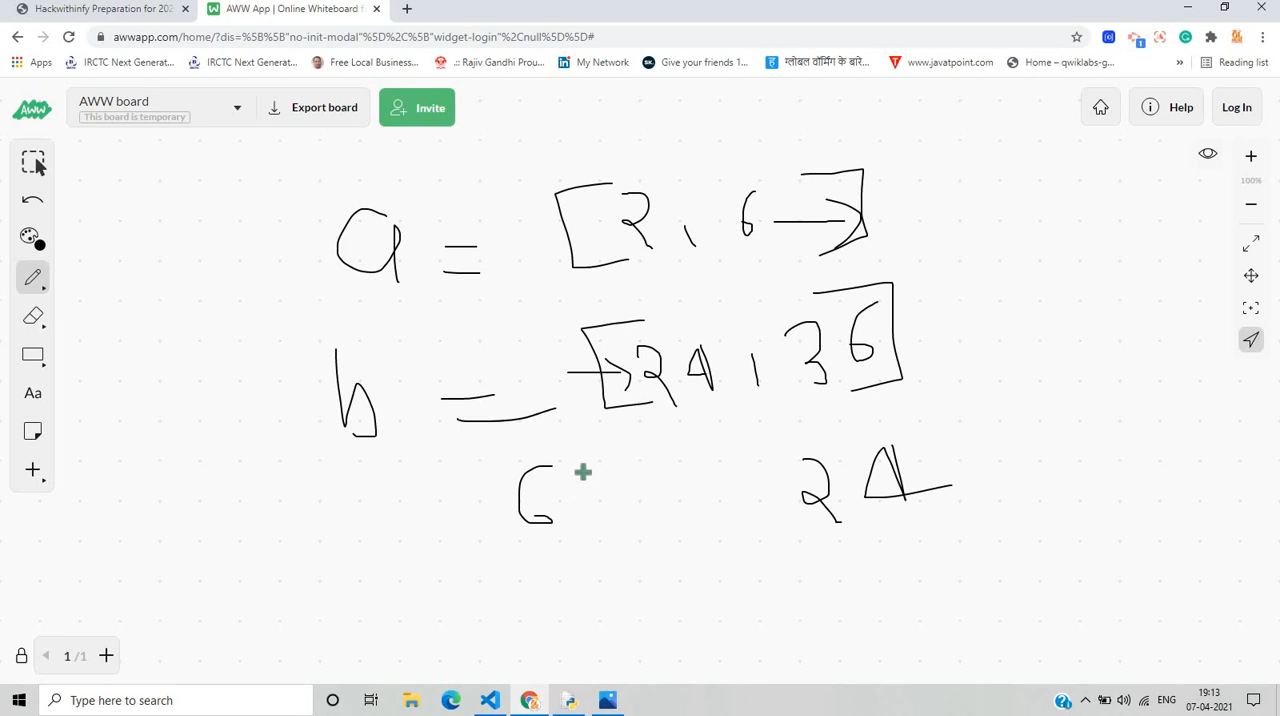 Hackwithinfy Preparation for 202
AWW App | Online Whiteboard f
awwapp.com/home/?dis=%5B%5B"no-init-modal"%5D%2C%5B"widget-login"%2Cnull%5D%5D#
Apps IRCTC Next Generat... IRCTC Next Generat... Free Local Business... .:: Rajiv Gandhi Prou... My Network Give your friends 1... ग्लोबल वॉर्मिंग के बारे... www.javatpoint.com Home – qwiklabs-g... » Reading list
AWW AWW board Export board Invite Help Log In
This board is temporary
100%
a = [2, 6]
b = [24, 36]
6 24
Aa
1 /1
Type here to search
ENG
19:13
07-04-2021